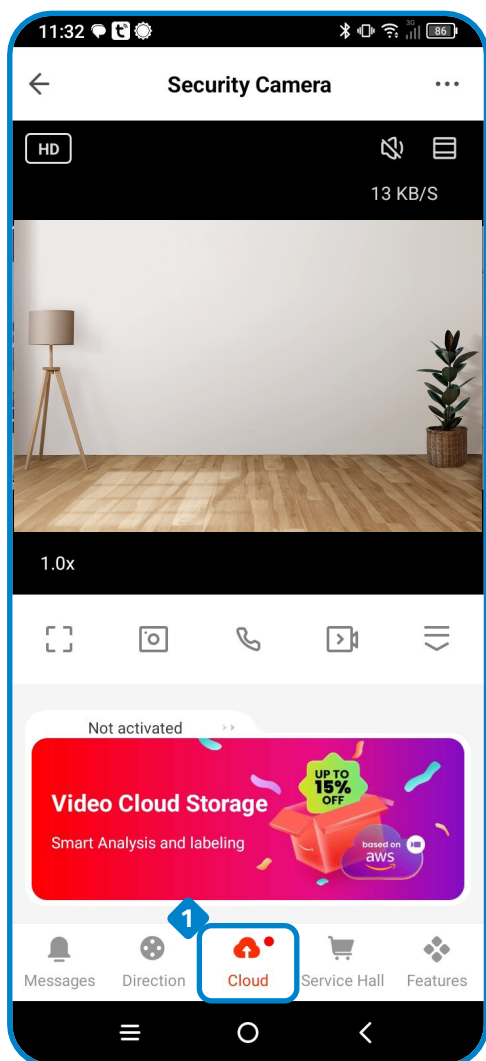 11:32
3G
86
Security Camera
HD
13 KB/S
1.0x
Not activated
UP TO
15%
OFF
Video Cloud Storage
Smart Analysis and labeling
based on
aws
1
Messages Direction Cloud Service Hall Features